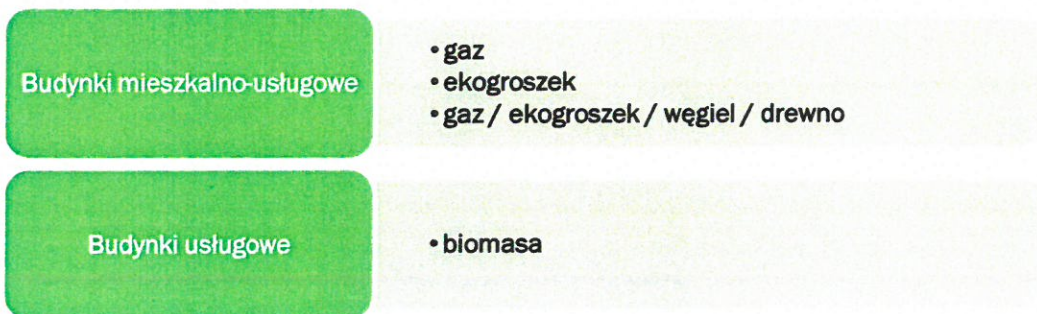 Budynki mieszkalno-usługowe
•gaz
•ekogroszek
•gaz / ekogroszek / węgiel / drewno
Budynki usługowe
•biomasa